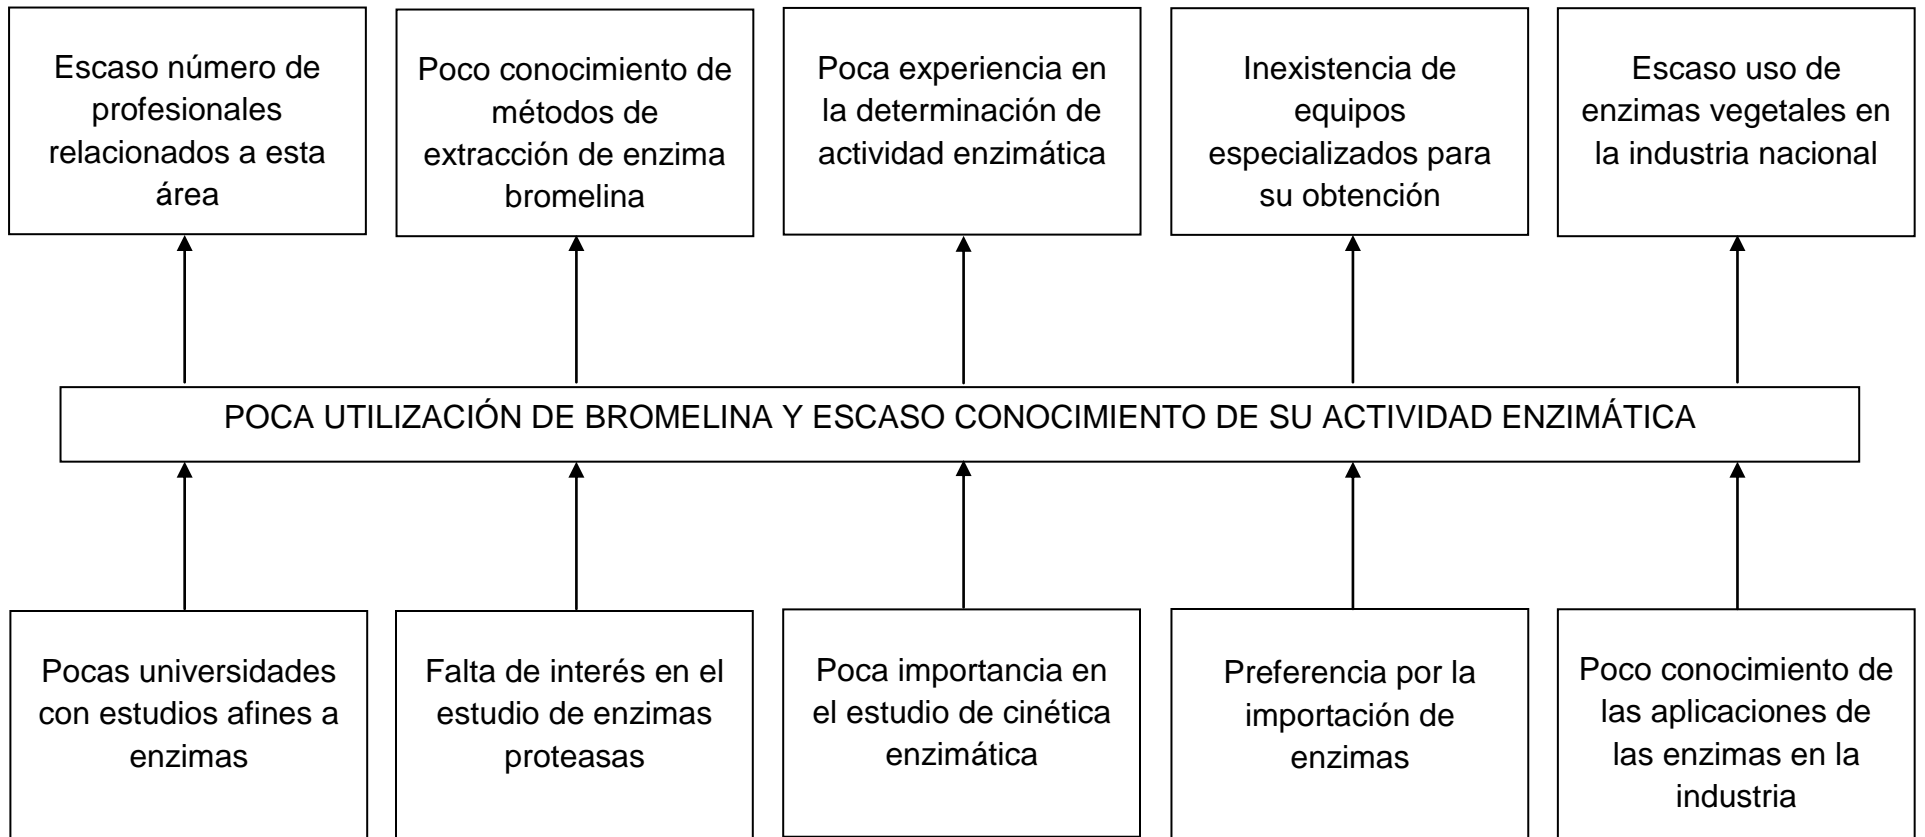 Escaso número de
profesionales
relacionados a esta
área
Poco conocimiento de
métodos de
extracción de enzima
bromelina
Poca experiencia en
la determinación de
actividad enzimática
Inexistencia de
equipos
especializados para
su obtención
Escaso uso de
enzimas vegetales en
la industria nacional
POCA UTILIZACIÓN DE BROMELINA Y ESCASO CONOCIMIENTO DE SU ACTIVIDAD ENZIMÁTICA
Pocas universidades
con estudios afines a
enzimas
Falta de interés en el
estudio de enzimas
proteasas
Poca importancia en
el estudio de cinética
enzimática
Preferencia por la
importación de
enzimas
Poco conocimiento de
las aplicaciones de
las enzimas en la
industria